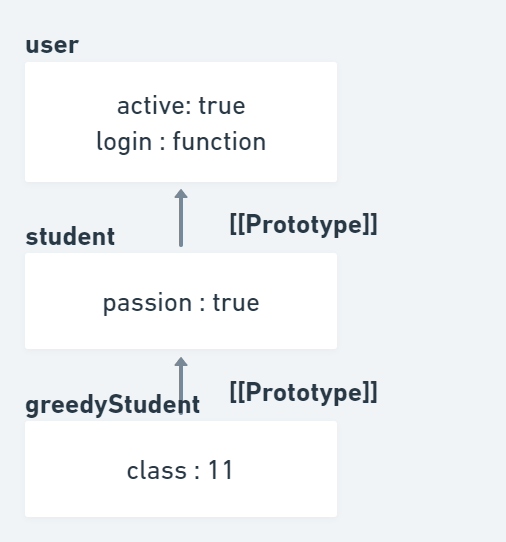 user
active: true
login : function
[[Prototype]]
student
passion : true
[[Prototype]]
greedyStudent
class : 11